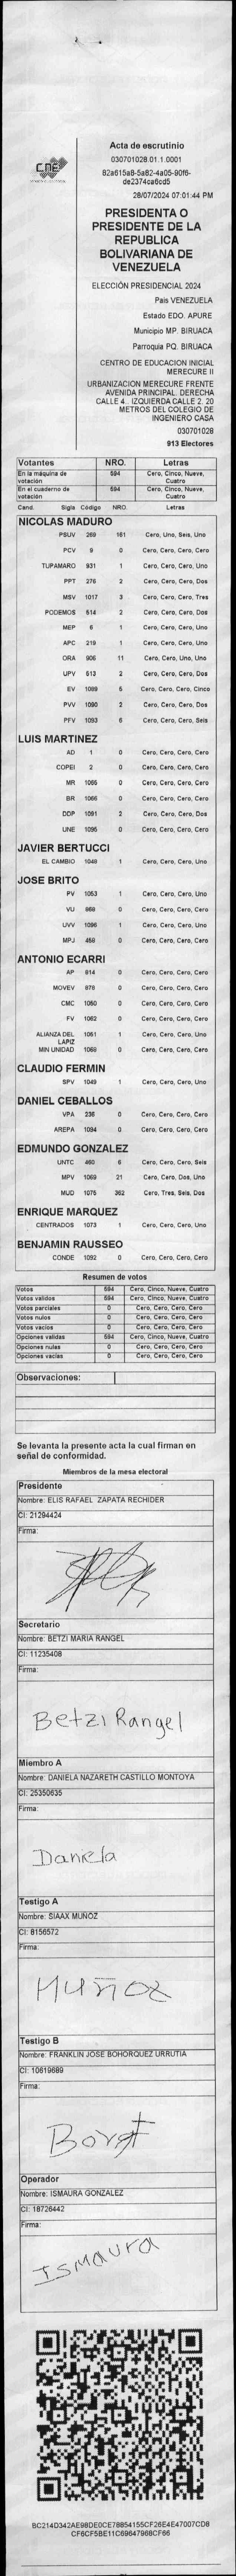 CNE
Acta de escrutinio
030701028.01.1.0001
82a615a8-5a82-4a05-90f6-
de2374ca6cd5
28/07/2024 07:01:44 PM
PRESIDENTA O
PRESIDENTE DE LA
REPUBLICA
BOLIVARIANA DE
VENEZUELA
ELECCIÓN PRESIDENCIAL 2024
Pais VENEZUELA
Estado EDO. APURE
Municipio MP. BIRUACA
Parroquia PQ. BIRUACA
CENTRO DE EDUCACION INICIAL
MERECURE II
URBANIZACION MERECURE FRENTE
AVENIDA PRINCIPAL. DERECHA
CALLE 4. IZQUIERDA CALLE 2. 20
METROS DEL COLEGIO DE
INGENIERO CASA
030701028
913 Electores
Votantes NRO. Letras
En la máquina de votación 594 Cero, Cinco, Nueve, Cuatro
En el cuaderno de votación 594 Cero, Cinco, Nueve, Cuatro
Cand. Sigls Código NRO. Letras
NICOLAS MADURO
PSUV 269 161 Cero, Uno, Seis, Uno
PCV 9 0 Cero, Cero, Cero, Cero
TUPAMARO 931 1 Cero, Cero, Cero, Uno
PPT 276 2 Cero, Cero, Cero, Dos
MSV 1017 3 Cero, Cero, Cero, Tres
PODEMOS 514 2 Cero, Cero, Cero, Dos
MEP 6 1 Cero, Cero, Cero, Uno
APC 219 1 Cero, Cero, Cero, Uno
ORA 906 11 Cero, Cero, Uno, Uno
UPV 513 2 Cero, Cero, Cero, Dos
EV 1089 5 Cero, Cero, Cero, Cinco
PVV 1090 2 Cero, Cero, Cero, Dos
PFV 1093 6 Cero, Cero, Cero, Seis
LUIS MARTINEZ
AD 1 0 Cero, Cero, Cero, Cero
COPEI 2 0 Cero, Cero, Cero, Cero
MR 1065 0 Cero, Cero, Cero, Cero
BR 1066 0 Cero, Cero, Cero, Cero
DDP 1091 2 Cero, Cero, Cero, Dos
UNE 1095 0 Cero, Cero, Cero, Cero
JAVIER BERTUCCI
EL CAMBIO 1048 1 Cero, Cero, Cero, Uno
JOSE BRITO
PV 1053 1 Cero, Cero, Cero, Uno
VU 868 0 Cero, Cero, Cero, Cero
UVV 1096 1 Cero, Cero, Cero, Uno
MPJ 458 0 Cero, Cero, Cero, Cero
ANTONIO ECARRI
AP 814 0 Cero, Cero, Cero, Cero
MOVEV 876 0 Cero, Cero, Cero, Cero
CMC 1050 0 Cero, Cero, Cero, Cero
FV 1062 0 Cero, Cero, Cero, Cero
ALIANZA DEL LAPIZ 1051 1 Cero, Cero, Cero, Uno
MIN UNIDAD 1068 0 Cero, Cero, Cero, Cero
CLAUDIO FERMIN
SPV 1049 1 Cero, Cero, Cero, Uno
DANIEL CEBALLOS
VPA 236 0 Cero, Cero, Cero, Cero
AREPA 1094 0 Cero, Cero, Cero, Cero
EDMUNDO GONZALEZ
UNTC 460 6 Cero, Cero, Cero, Seis
MPV 1069 21 Cero, Cero, Dos, Uno
MUD 1075 362 Cero, Tres, Seis, Dos
ENRIQUE MARQUEZ
CENTRADOS 1073 1 Cero, Cero, Cero, Uno
BENJAMIN RAUSSEO
CONDE 1092 0 Cero, Cero, Cero, Cero
Resumen de votos
Votos 594 Cero, Cinco, Nueve, Cuatro
Votos validos 594 Cero, Cinco, Nueve, Cuatro
Votos parciales 0 Cero, Cero, Cero, Cero
Votos nulos 0 Cero, Cero, Cero, Cero
Votos vacios 0 Cero, Cero, Cero, Cero
Opciones validas 594 Cero, Cinco, Nueve, Cuatro
Opciones nulas 0 Cero, Cero, Cero, Cero
Opciones vacias 0 Cero, Cero, Cero, Cero
Observaciones:
Se levanta la presente acta la cual firman en
señal de conformidad.
Miembros de la mesa electoral
Presidente
Nombre: ELIS RAFAEL ZAPATA RECHIDER
CI: 21294424
Firma:
Secretario
Nombre: BETZI MARIA RANGEL
CI: 11235408
Firma:
Betzi Rangel
Miembro A
Nombre: DANIELA NAZARETH CASTILLO MONTOYA
CI: 25350635
Firma:
Daniela
Testigo A
Nombre: SIAAX MUÑOZ
CI: 8156572
Firma:
Muñoz
Testigo B
Nombre: FRANKLIN JOSE BOHORQUEZ URRUTIA
CI: 10619689
Firma:
Operador
Nombre: ISMAURA GONZALEZ
CI: 18726442
Firma:
Ismaura
BC214D342AE98DE0CE78854155CF26E4E47007CD8
CF6CF5BE11C69647968CF66